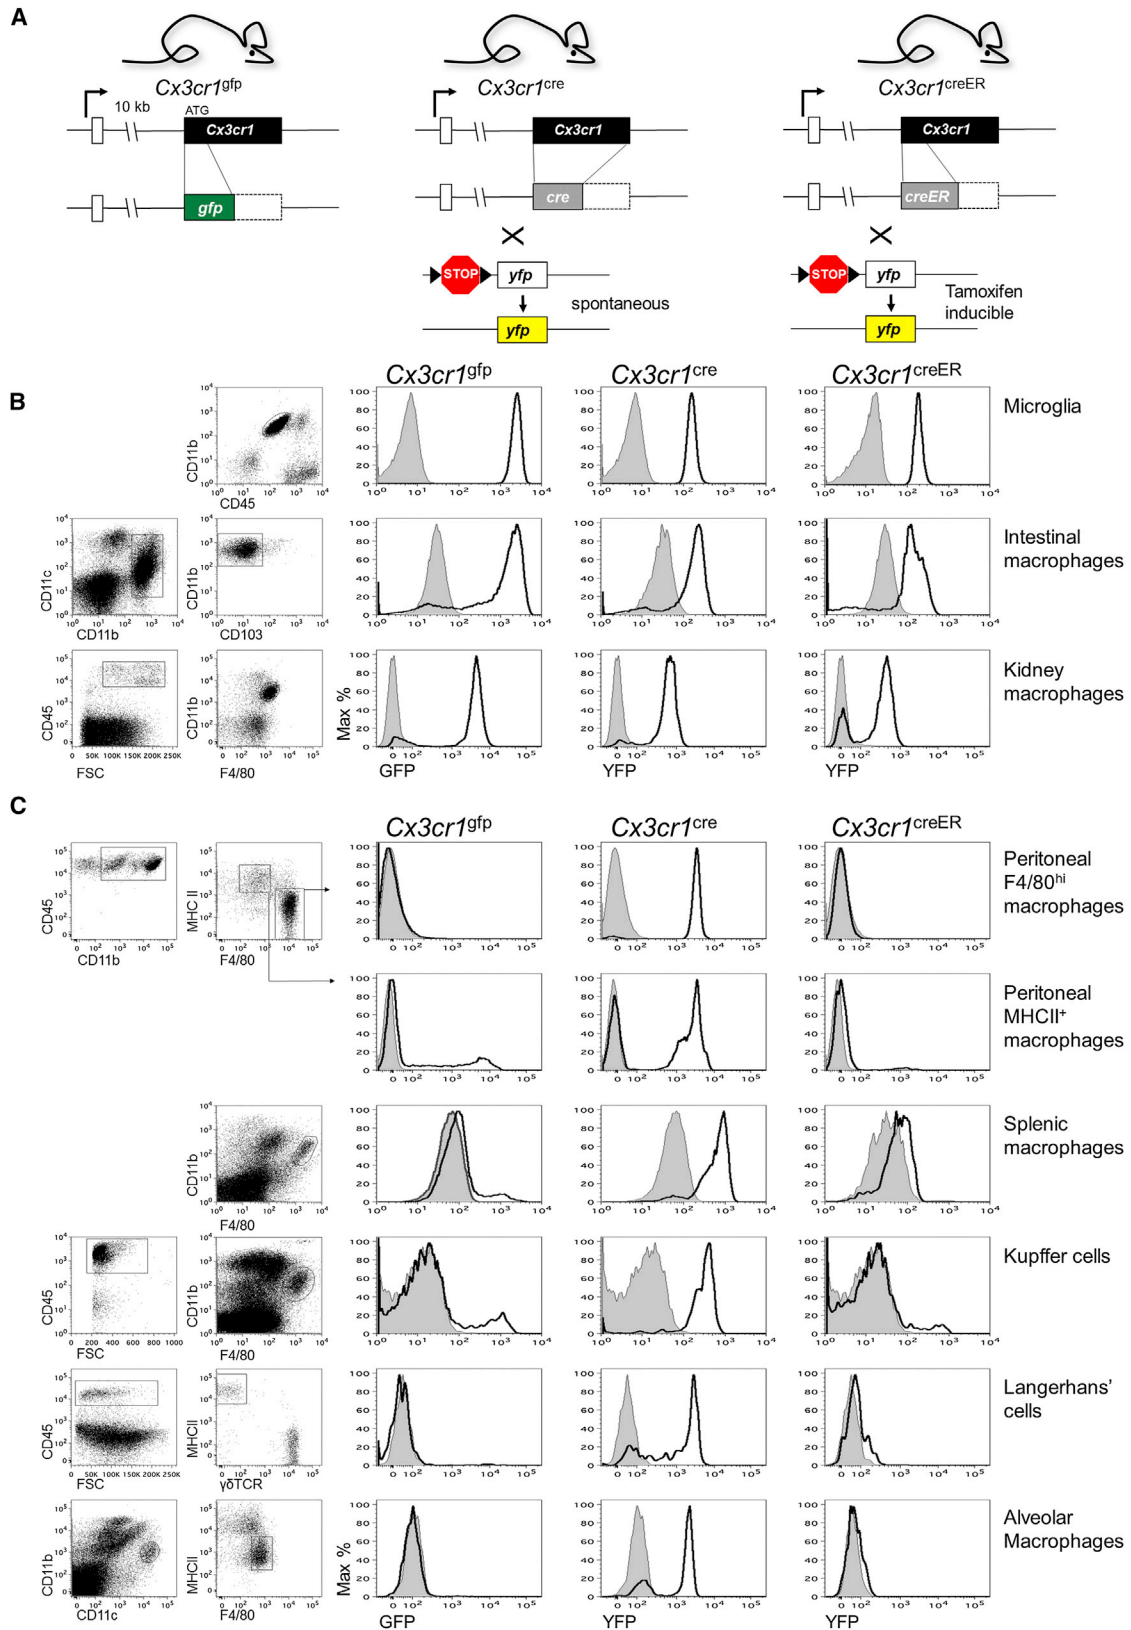 A
Cx3cr1gfp
Cx3cr1cre
Cx3cr1creER
10 kb
ATG
Cx3cr1
Cx3cr1
Cx3cr1
gfp
cre
creER
X
X
STOP
yfp
STOP
yfp
spontaneous
Tamoxifen
inducible
yfp
yfp
B
Cx3cr1gfp
Cx3cr1cre
Cx3cr1creER
Microglia
CD11b
CD45
Intestinal
macrophages
CD11c
CD11b
CD11b
CD103
Kidney
macrophages
CD45
FSC
CD11b
F4/80
Max %
GFP
YFP
YFP
C
Cx3cr1gfp
Cx3cr1cre
Cx3cr1creER
Peritoneal
F4/80hi
macrophages
CD45
CD11b
MHC II
F4/80
Peritoneal
MHCII+
macrophages
Splenic
macrophages
CD11b
F4/80
Kupffer cells
CD45
FSC
CD11b
F4/80
Langerhans'
cells
CD45
FSC
MHCII
γδTCR
Alveolar
Macrophages
CD11b
CD11c
MHCII
F4/80
Max %
GFP
YFP
YFP